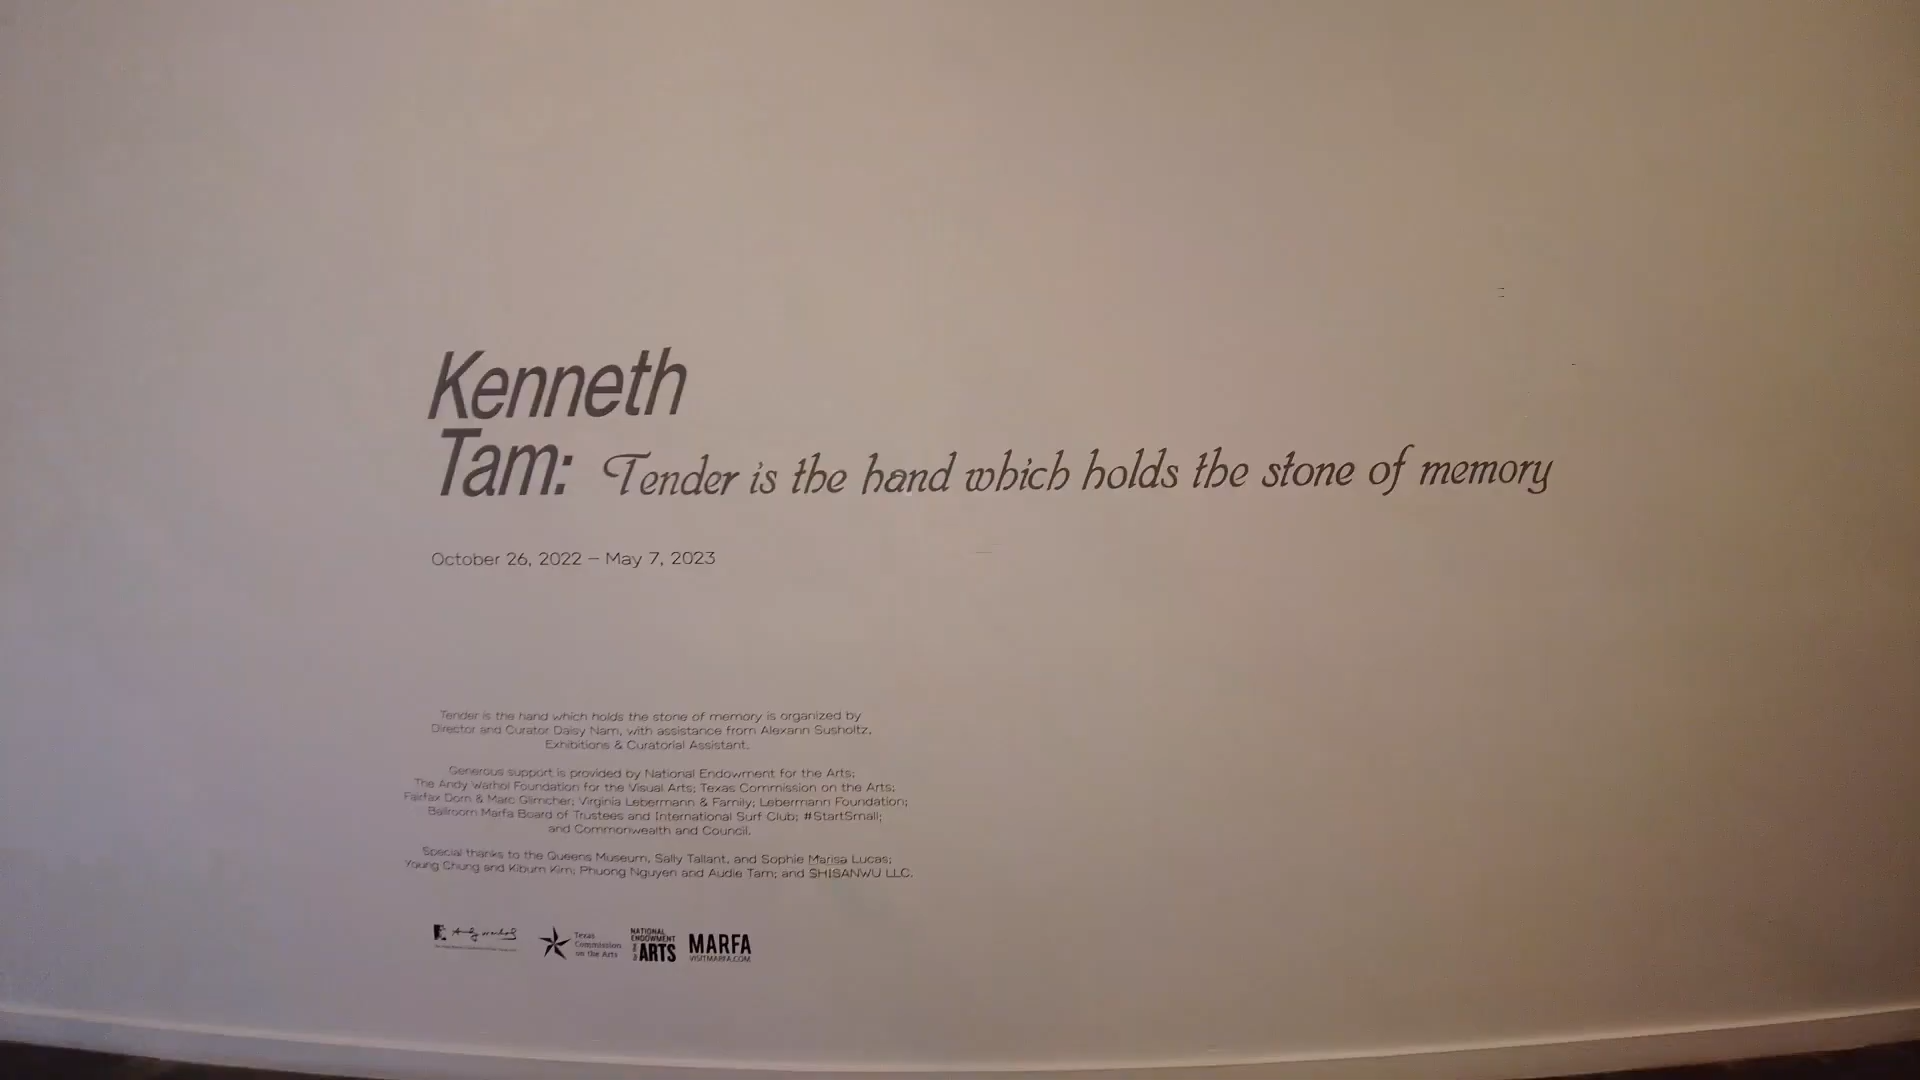 Kenneth
Tam: Tender is the hand which holds the stone of memory
October 26, 2022 – May 7, 2023
Tender is the hand which holds the stone of memory is organized by
Director and Curator Daisy Nam, with assistance from Alexann Susholtz,
Exhibitions & Curatorial Assistant.
Generous support is provided by National Endowment for the Arts;
The Andy Warhol Foundation for the Visual Arts; Texas Commission on the Arts;
Fairfax Dorn & Marc Glimcher; Virginia Lebermann & Family; Lebermann Foundation;
Ballroom Marfa Board of Trustees and International Surf Club; #StartSmall;
and Commonwealth and Council.
Special thanks to the Queens Museum, Sally Tallant, and Sophie Marisa Lucas;
Young Chung and Kibum Kim; Phuong Nguyen and Audie Tam; and SHISANWU LLC.
Andy Warhol
Texas
Commission
on the Arts
NATIONAL
ENDOWMENT
for the
ARTS
MARFA
VISITMARFA.COM